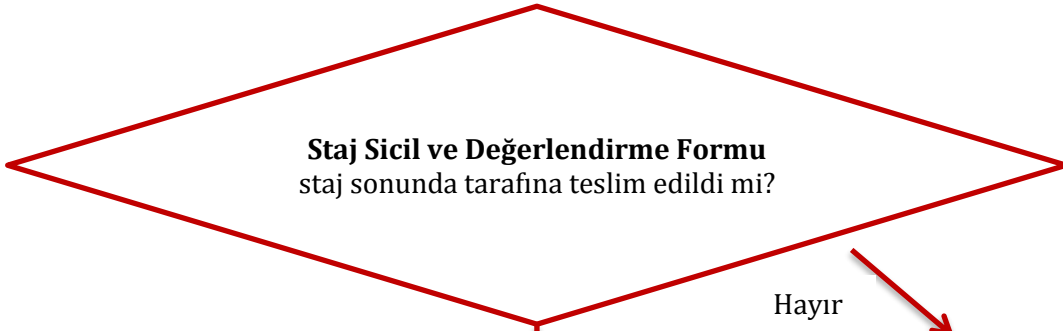 Staj Sicil ve Değerlendirme Formu
staj sonunda tarafına teslim edildi mi?
Hayır